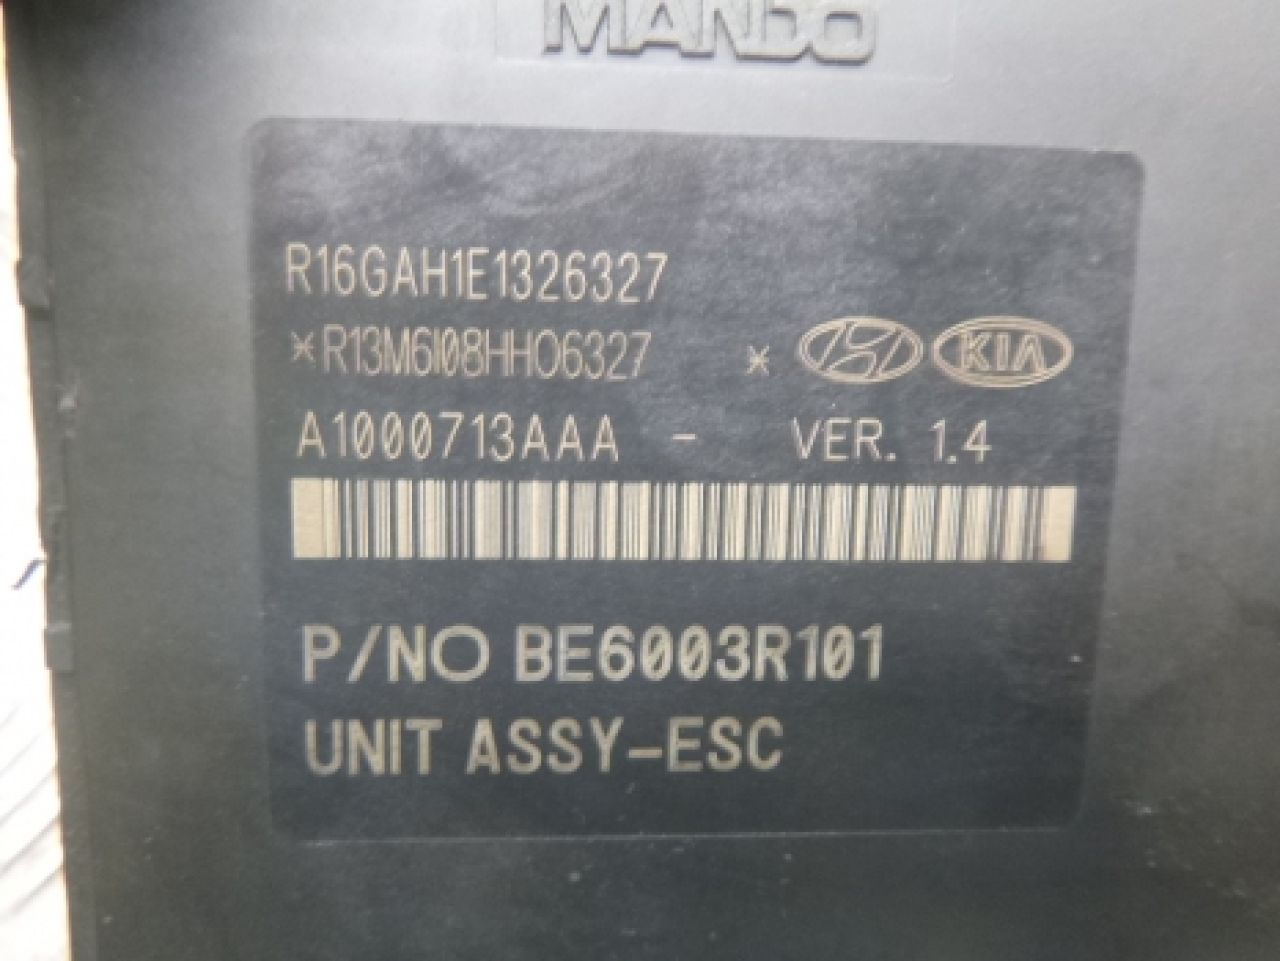 MANDO
R16GAH1E1326327
*R13M6I08HHO6327 * KIA
A1000713AAA - VER. 1.4
P/NO BE6003R101
UNIT ASSY-ESC